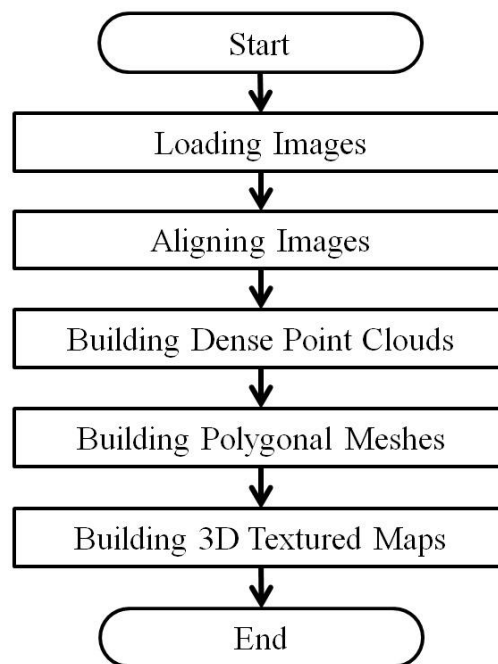 Start
Loading Images
Aligning Images
Building Dense Point Clouds
Building Polygonal Meshes
Building 3D Textured Maps
End